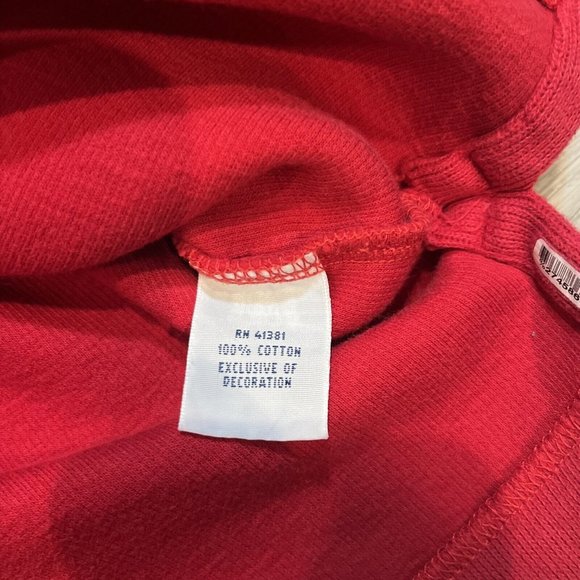 RN 41381
100% COTTON
EXCLUSIVE OF
DECORATION